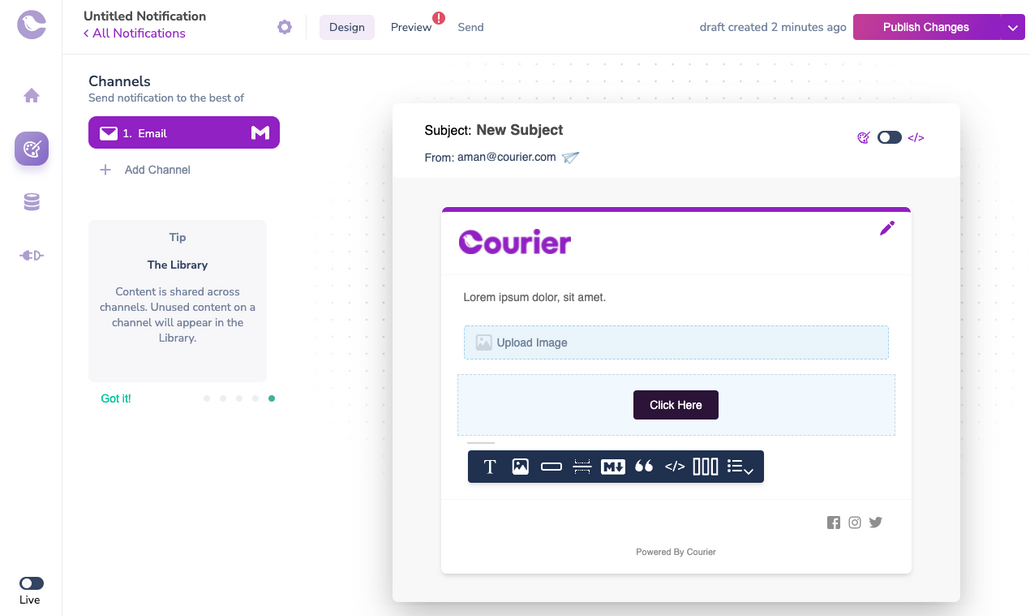 Untitled Notification
‹ All Notifications
Design
Preview
!
Send
draft created 2 minutes ago
Publish Changes
Channels
Send notification to the best of
1. Email
Add Channel
Tip
The Library
Content is shared across
channels. Unused content on a
channel will appear in the
Library.
Got it!
Live
Subject: New Subject
</>
From: aman@courier.com
Courier
Lorem ipsum dolor, sit amet.
Upload Image
Click Here
T
M
</>
Powered By Courier